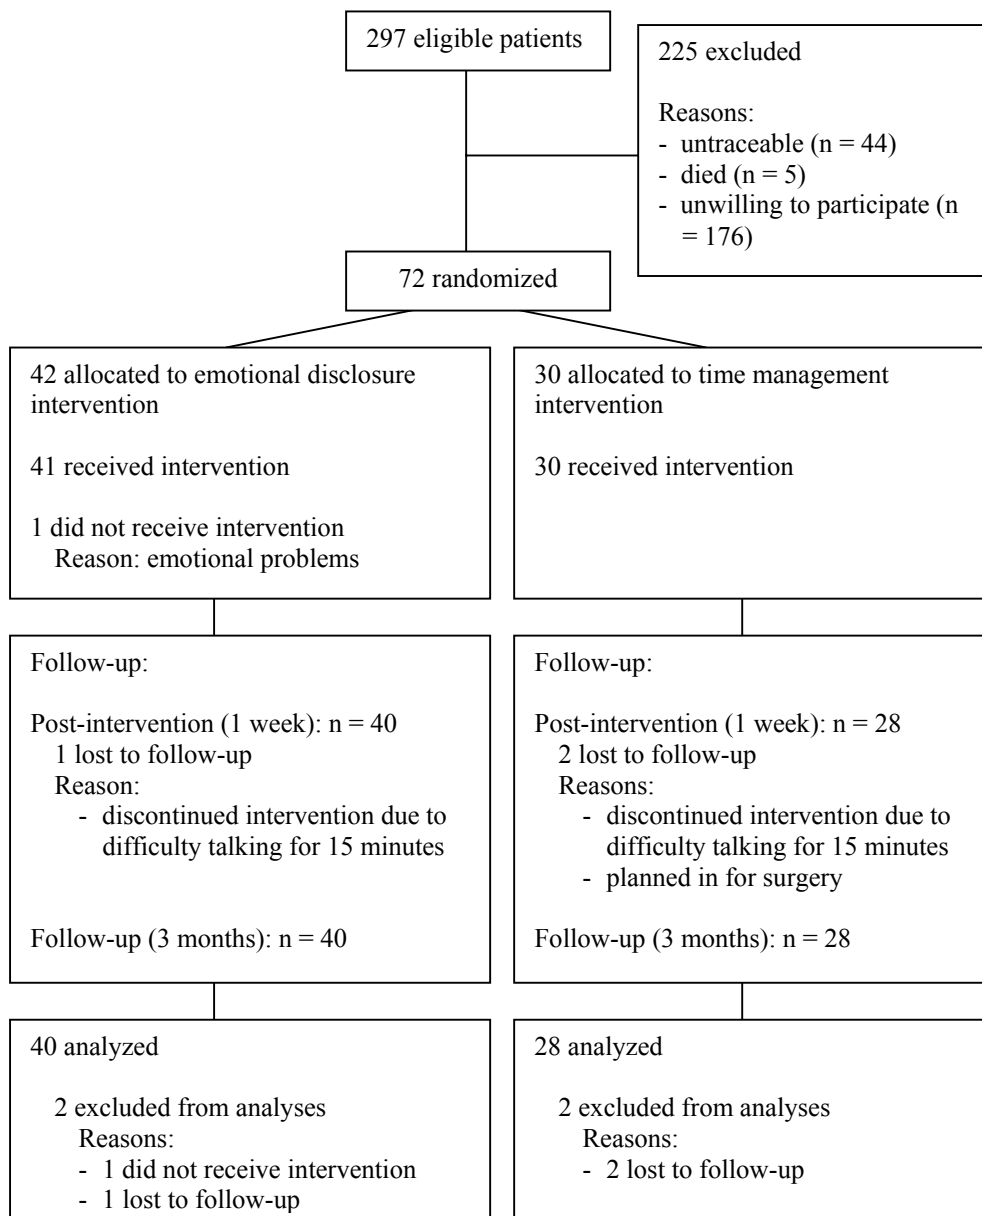 297 eligible patients
225 excluded
Reasons:
- untraceable (n = 44)
- died (n = 5)
- unwilling to participate (n
= 176)
72 randomized
42 allocated to emotional disclosure
intervention
41 received intervention
1 did not receive intervention
Reason: emotional problems
30 allocated to time management
intervention
30 received intervention
Follow-up:
Post-intervention (1 week): n = 40
1 lost to follow-up
Reason:
- discontinued intervention due to
difficulty talking for 15 minutes
Follow-up (3 months): n = 40
Follow-up:
Post-intervention (1 week): n = 28
2 lost to follow-up
Reasons:
- discontinued intervention due to
difficulty talking for 15 minutes
- planned in for surgery
Follow-up (3 months): n = 28
40 analyzed
2 excluded from analyses
Reasons:
- 1 did not receive intervention
- 1 lost to follow-up
28 analyzed
2 excluded from analyses
Reasons:
- 2 lost to follow-up